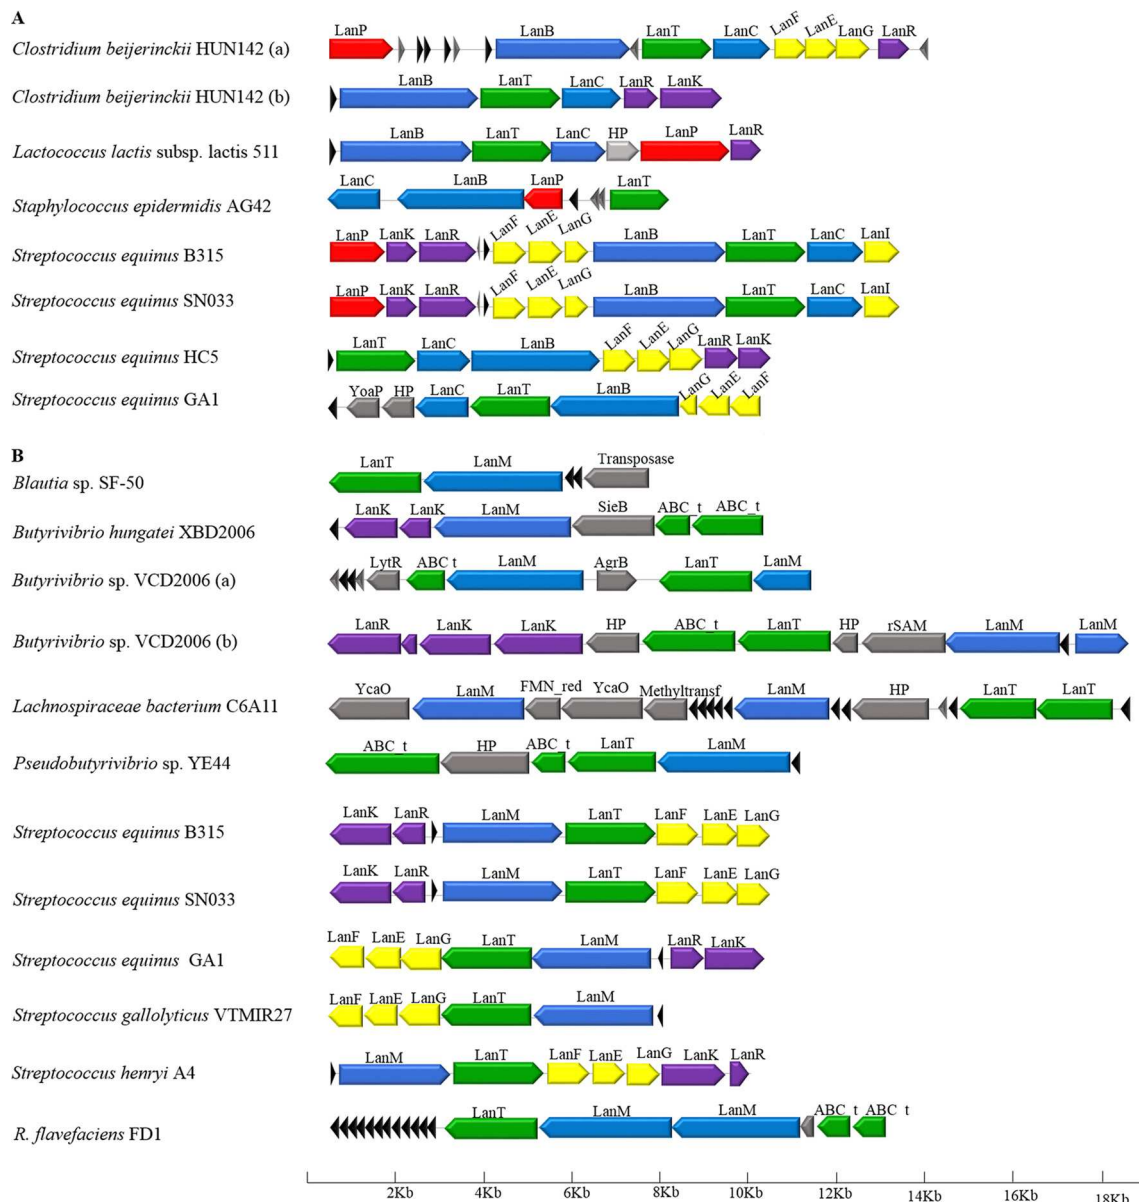 A
LanP LanB LanT LanC LanF LanE LanG LanR
Clostridium beijerinckii HUN142 (a)
LanB LanT LanC LanR LanK
Clostridium beijerinckii HUN142 (b)
LanB LanT LanC HP LanP LanR
Lactococcus lactis subsp. lactis 511
LanC LanB LanP LanT
Staphylococcus epidermidis AG42
LanP LanK LanR LanF LanE LanG LanB LanT LanC LanI
Streptococcus equinus B315
LanP LanK LanR LanF LanE LanG LanB LanT LanC LanI
Streptococcus equinus SN033
LanT LanC LanB LanF LanE LanG LanR LanK
Streptococcus equinus HC5
YoaP HP LanC LanT LanB LanG LanE LanF
Streptococcus equinus GA1
B
LanT LanM Transposase
Blautia sp. SF-50
LanK LanK LanM SieB ABC_t ABC_t
Butyrivibrio hungatei XBD2006
LytR ABC t LanM AgrB LanT LanM
Butyrivibrio sp. VCD2006 (a)
LanR LanK LanK HP ABC_t LanT HP rSAM LanM LanM
Butyrivibrio sp. VCD2006 (b)
YcaO LanM FMN_red YcaO Methyltransf LanM HP LanT LanT
Lachnospiraceae bacterium C6A11
ABC_t HP ABC_t LanT LanM
Pseudobutyrivibrio sp. YE44
LanK LanR LanM LanT LanF LanE LanG
Streptococcus equinus B315
LanK LanR LanM LanT LanF LanE LanG
Streptococcus equinus SN033
LanF LanE LanG LanT LanM LanR LanK
Streptococcus equinus GA1
LanF LanE LanG LanT LanM
Streptococcus gallolyticus VTMIR27
LanM LanT LanF LanE LanG LanK LanR
Streptococcus henryi A4
LanT LanM LanM ABC_t ABC_t
R. flavefaciens FD1
2Kb 4Kb 6Kb 8Kb 10Kb 12Kb 14Kb 16Kb 18Kb